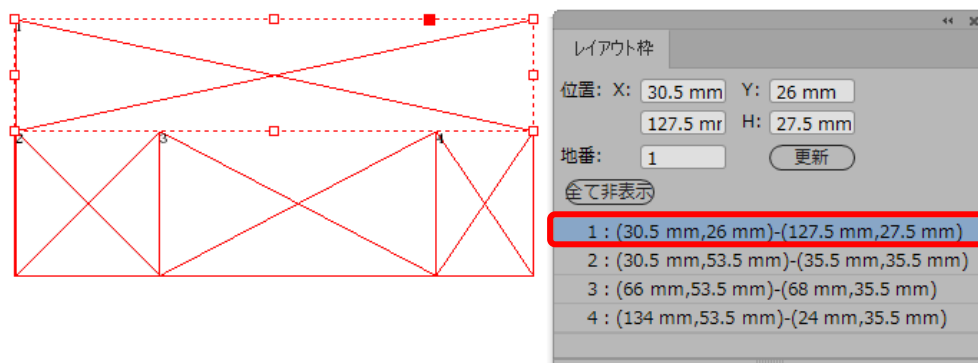 1
2
3
4
レイアウト枠
位置: X: 30.5 mm Y: 26 mm
127.5 mr H: 27.5 mm
地番: 1 更新
全て非表示
1 : (30.5 mm,26 mm)-(127.5 mm,27.5 mm)
2 : (30.5 mm,53.5 mm)-(35.5 mm,35.5 mm)
3 : (66 mm,53.5 mm)-(68 mm,35.5 mm)
4 : (134 mm,53.5 mm)-(24 mm,35.5 mm)